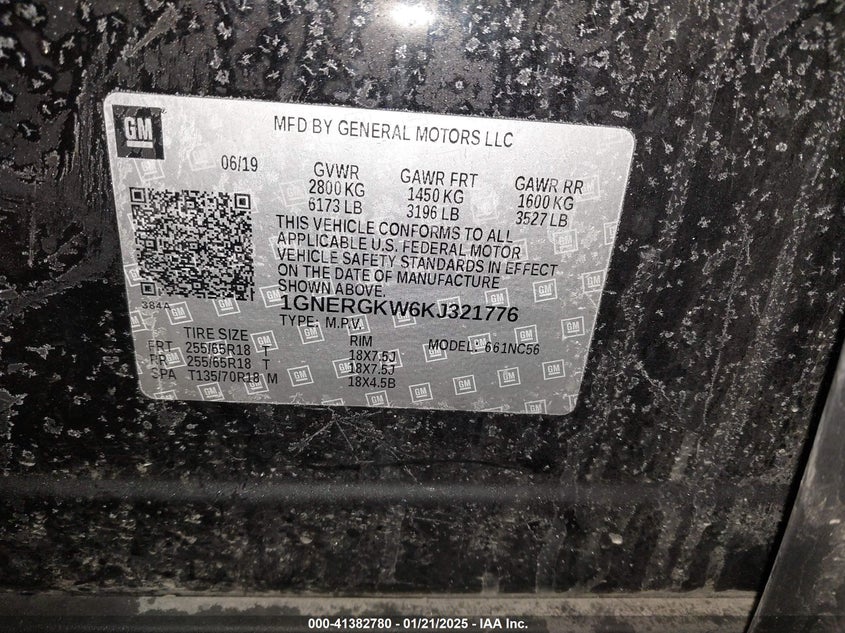 GM
MFD BY GENERAL MOTORS LLC
06/19
GVWR GAWR FRT GAWR RR
2800 KG 1450 KG 1600 KG
6173 LB 3196 LB 3527 LB
THIS VEHICLE CONFORMS TO ALL
APPLICABLE U.S. FEDERAL MOTOR
VEHICLE SAFETY STANDARDS IN EFFECT
ON THE DATE OF MANUFACTURE
SHOWN ABOVE.
384A
1GNERGKW6KJ321776
TYPE: M.P.V. MODEL: 661NC56
TIRE SIZE RIM
FRT 255/65R18 T 18X7.5J
RR 255/65R18 T 18X7.5J
SPA T135/70R18 M 18X4.5B
000-41382780 - 01/21/2025 - IAA Inc.